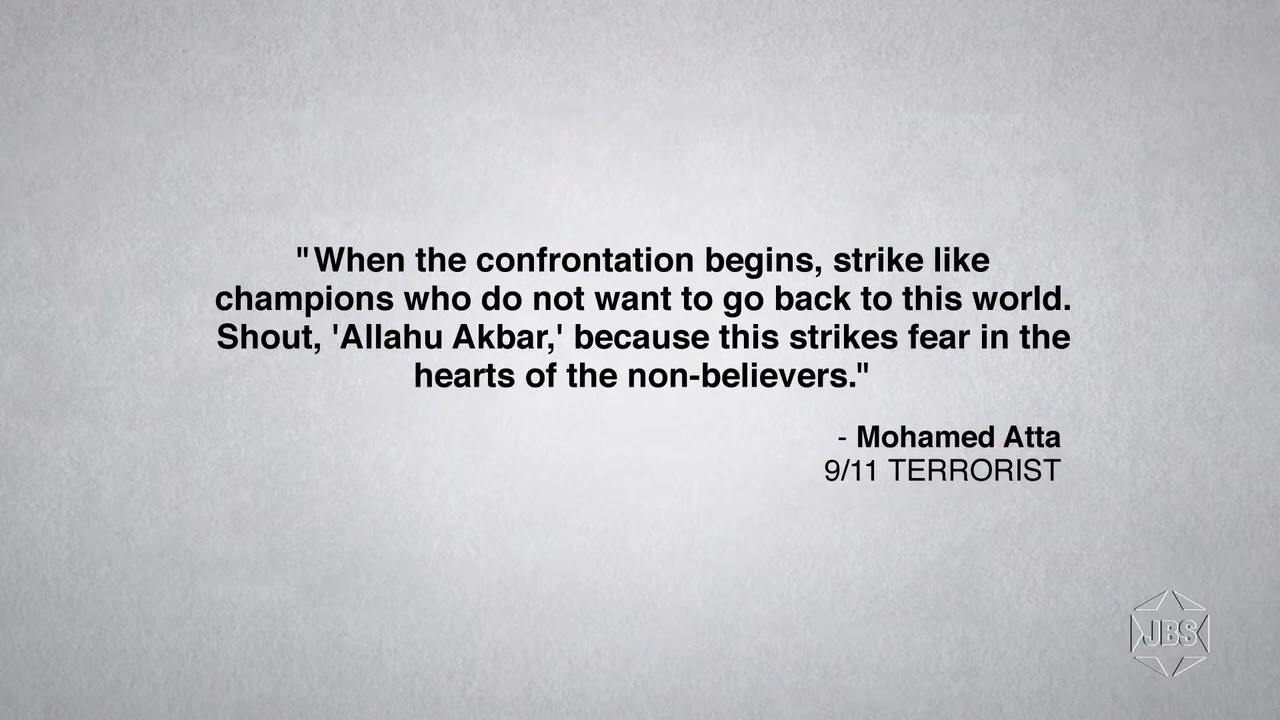 "When the confrontation begins, strike like
champions who do not want to go back to this world.
Shout, 'Allahu Akbar,' because this strikes fear in the
hearts of the non-believers."
- Mohamed Atta
9/11 TERRORIST
JBS